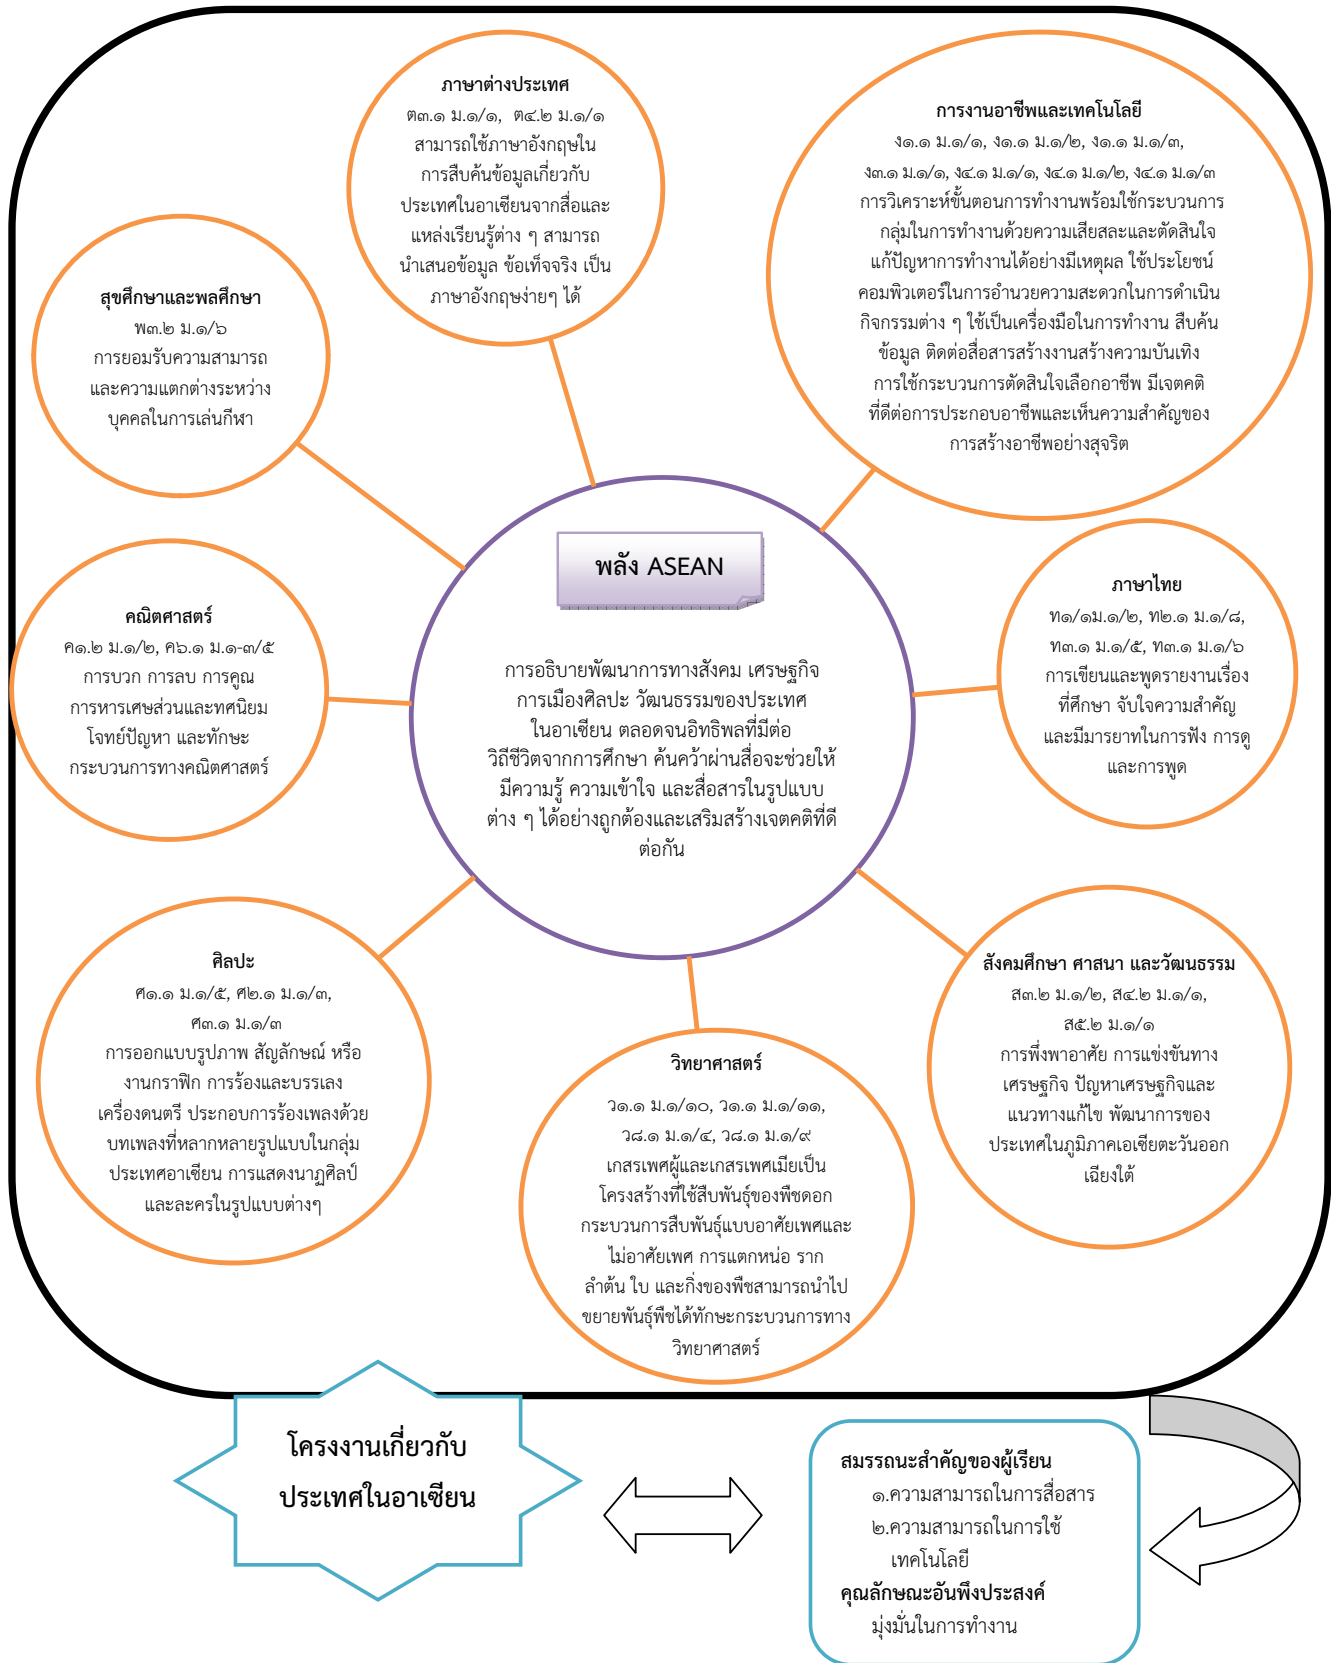 ภาษาต่างประเทศ
ต๓.๑ ม.๑/๑,  ต๔.๒ ม.๑/๑
สามารถใช้ภาษาอังกฤษใน
การสืบค้นข้อมูลเกี่ยวกับ
ประเทศในอาเซียนจากสื่อและ
แหล่งเรียนรู้ต่าง ๆ สามารถ
นำเสนอข้อมูล ข้อเท็จจริง เป็น
ภาษาอังกฤษง่ายๆ ได้
การงานอาชีพและเทคโนโลยี
ง๑.๑ ม.๑/๑, ง๑.๑ ม.๑/๒, ง๑.๑ ม.๑/๓,
ง๓.๑ ม.๑/๑, ง๔.๑ ม.๑/๑, ง๔.๑ ม.๑/๒, ง๔.๑ ม.๑/๓
การวิเคราะห์ขั้นตอนการทำงานพร้อมใช้กระบวนการ
กลุ่มในการทำงานด้วยความเสียสละและตัดสินใจ
แก้ปัญหาการทำงานได้อย่างมีเหตุผล ใช้ประโยชน์
คอมพิวเตอร์ในการอำนวยความสะดวกในการดำเนิน
กิจกรรมต่าง ๆ ใช้เป็นเครื่องมือในการทำงาน สืบค้น
ข้อมูล ติดต่อสื่อสารสร้างงานสร้างความบันเทิง
การใช้กระบวนการตัดสินใจเลือกอาชีพ มีเจตคติ
ที่ดีต่อการประกอบอาชีพและเห็นความสำคัญของ
การสร้างอาชีพอย่างสุจริต
สุขศึกษาและพลศึกษา
พ๓.๒ ม.๑/๖
การยอมรับความสามารถ
และความแตกต่างระหว่าง
บุคคลในการเล่นกีฬา
พลัง ASEAN
การอธิบายพัฒนาการทางสังคม เศรษฐกิจ
การเมืองศิลปะ วัฒนธรรมของประเทศ
ในอาเซียน ตลอดจนอิทธิพลที่มีต่อ
วิถีชีวิตจากการศึกษา ค้นคว้าผ่านสื่อจะช่วยให้
มีความรู้ ความเข้าใจ และสื่อสารในรูปแบบ
ต่าง ๆ ได้อย่างถูกต้องและเสริมสร้างเจตคติที่ดี
ต่อกัน
ภาษาไทย
ท๑/๑ม.๑/๒, ท๒.๑ ม.๑/๘,
ท๓.๑ ม.๑/๕, ท๓.๑ ม.๑/๖
การเขียนและพูดรายงานเรื่อง
ที่ศึกษา จับใจความสำคัญ
และมีมารยาทในการฟัง การดู
และการพูด
คณิตศาสตร์
ค๑.๒ ม.๑/๒, ค๖.๑ ม.๑-๓/๕
การบวก การลบ การคูณ
การหารเศษส่วนและทศนิยม
โจทย์ปัญหา และทักษะ
กระบวนการทางคณิตศาสตร์
ศิลปะ
ศ๑.๑ ม.๑/๕, ศ๒.๑ ม.๑/๓,
ศ๓.๑ ม.๑/๓
การออกแบบรูปภาพ สัญลักษณ์ หรือ
งานกราฟิก การร้องและบรรเลง
เครื่องดนตรี ประกอบการร้องเพลงด้วย
บทเพลงที่หลากหลายรูปแบบในกลุ่ม
ประเทศอาเซียน การแสดงนาฏศิลป์
และละครในรูปแบบต่างๆ
สังคมศึกษา ศาสนา และวัฒนธรรม
ส๓.๒ ม.๑/๒, ส๔.๒ ม.๑/๑,
ส๕.๒ ม.๑/๑
การพึ่งพาอาศัย การแข่งขันทาง
เศรษฐกิจ ปัญหาเศรษฐกิจและ
แนวทางแก้ไข พัฒนาการของ
ประเทศในภูมิภาคเอเซียตะวันออก
เฉียงใต้
วิทยาศาสตร์
ว๑.๑ ม.๑/๑๐, ว๑.๑ ม.๑/๑๑,
ว๘.๑ ม.๑/๔, ว๘.๑ ม.๑/๙
เกสรเพศผู้และเกสรเพศเมียเป็น
โครงสร้างที่ใช้สืบพันธุ์ของพืชดอก
กระบวนการสืบพันธุ์แบบอาศัยเพศและ
ไม่อาศัยเพศ การแตกหน่อ ราก
ลำต้น ใบ และกิ่งของพืชสามารถนำไป
ขยายพันธุ์พืชได้ทักษะกระบวนการทาง
วิทยาศาสตร์
โครงงานเกี่ยวกับ
ประเทศในอาเซียน
สมรรถนะสำคัญของผู้เรียน
๑.ความสามารถในการสื่อสาร
๒.ความสามารถในการใช้
เทคโนโลยี
คุณลักษณะอันพึงประสงค์
มุ่งมั่นในการทำงาน